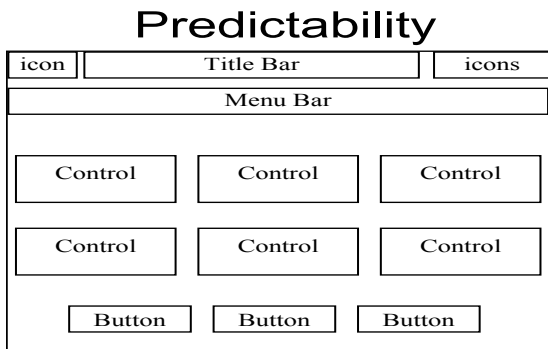 Predictability
icon Title Bar icons
Menu Bar
Control Control Control
Control Control Control
Button Button Button